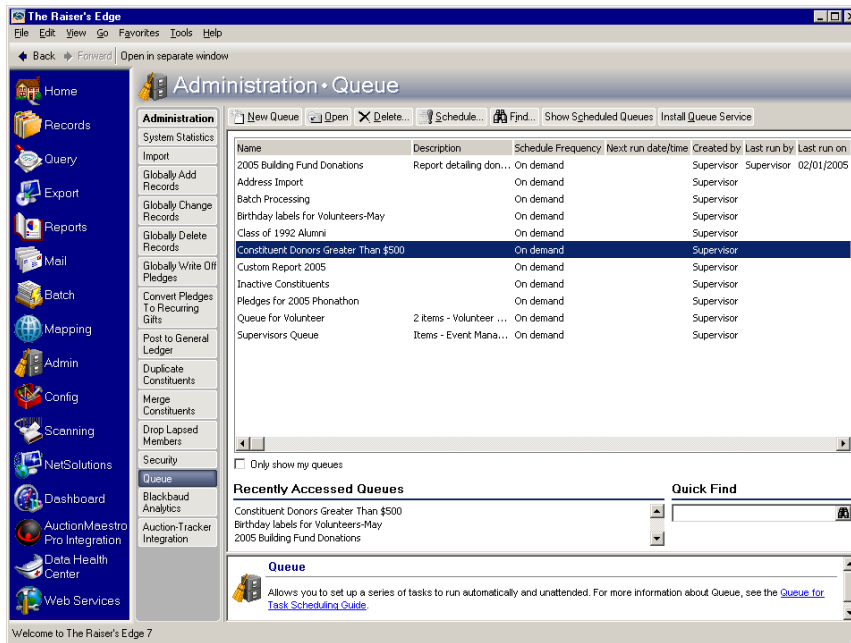 The Raiser's Edge
File Edit View Go Favorites Tools Help
Back Forward Open in separate window
Administration • Queue
Home
Records
Query
Export
Reports
Mail
Batch
Mapping
Admin
Config
Scanning
NetSolutions
Dashboard
AuctionMaestro
Pro Integration
Data Health
Center
Web Services
Administration
System Statistics
Import
Globally Add
Records
Globally Change
Records
Globally Delete
Records
Globally Write Off
Pledges
Convert Pledges
To Recurring
Gifts
Post to General
Ledger
Duplicate
Constituents
Merge
Constituents
Drop Lapsed
Members
Security
Queue
Blackbaud
Analytics
Auction-Tracker
Integration
New Queue Open Delete... Schedule... Find... Show Scheduled Queues Install Queue Service
Name Description Schedule Frequency Next run date/time Created by Last run by Last run on
2005 Building Fund Donations Report detailing don... On demand Supervisor Supervisor 02/01/2005
Address Import On demand Supervisor
Batch Processing On demand Supervisor
Birthday labels for Volunteers-May On demand Supervisor
Class of 1992 Alumni On demand Supervisor
Constituent Donors Greater Than $500 On demand Supervisor
Custom Report 2005 On demand Supervisor
Inactive Constituents On demand Supervisor
Pledges for 2005 Phonathon On demand Supervisor
Queue for Volunteer 2 items - Volunteer ... On demand Supervisor
Supervisors Queue Items - Event Mana... On demand Supervisor
Only show my queues
Recently Accessed Queues Quick Find
Constituent Donors Greater Than $500
Birthday labels for Volunteers-May
2005 Building Fund Donations
Queue
Allows you to set up a series of tasks to run automatically and unattended. For more information about Queue, see the Queue for
Task Scheduling Guide.
Welcome to The Raiser's Edge 7